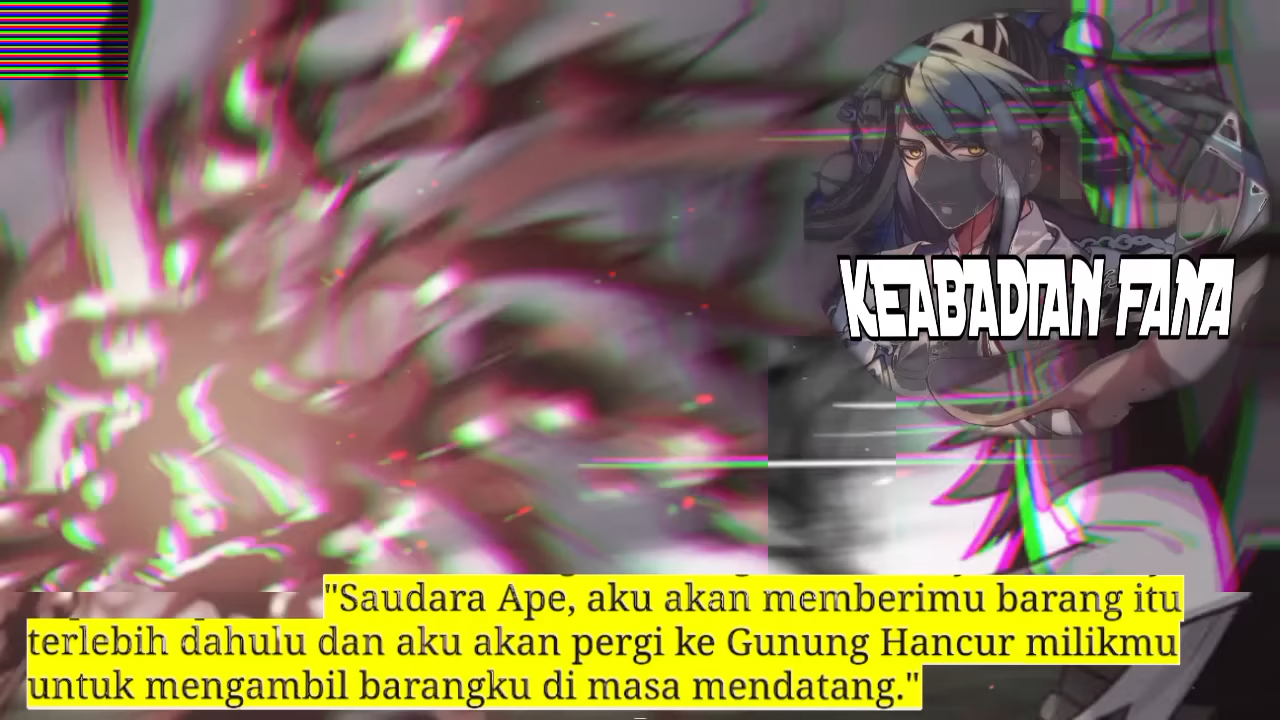 KEABADIAN FANA
"Saudara Ape, aku akan memberimu barang itu
terlebih dahulu dan aku akan pergi ke Gunung Hancur milikmu
untuk mengambil barangku di masa mendatang."